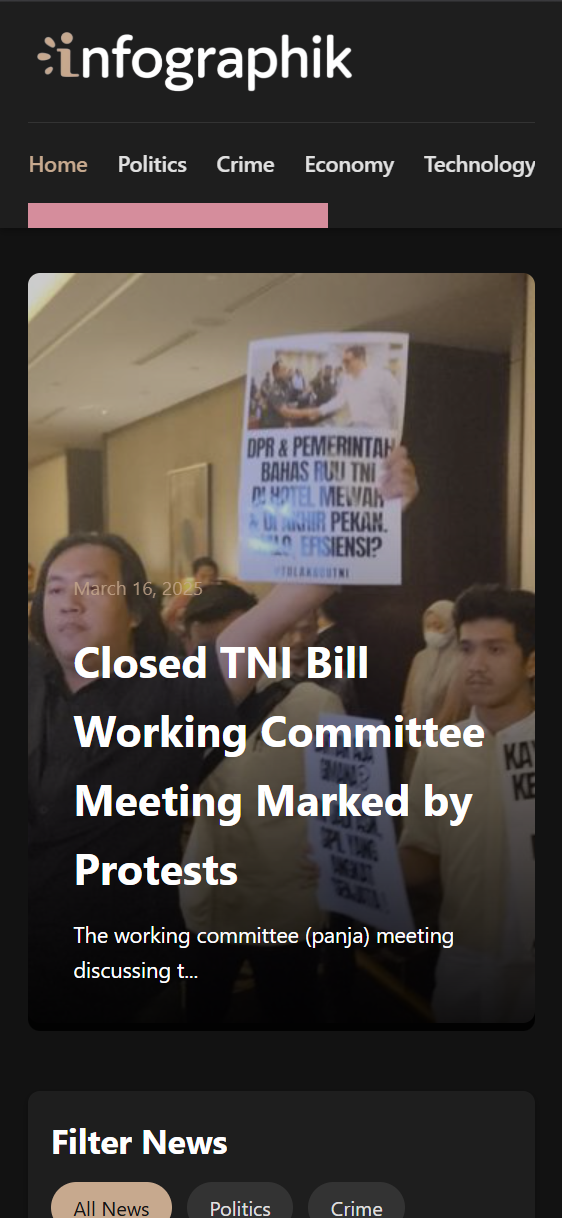 infographik
Home Politics Crime Economy Technology
DPR & PEMERINTAH
BAHAS RUU TNI
DI HOTEL MEWAH
& DI AKHIR PEKAN.
EFISIENSI?
#TOLAKRUUTNI
March 16, 2025
Closed TNI Bill
Working Committee
Meeting Marked by
Protests
KA
KE
The working committee (panja) meeting
discussing t...
Filter News
All News Politics Crime